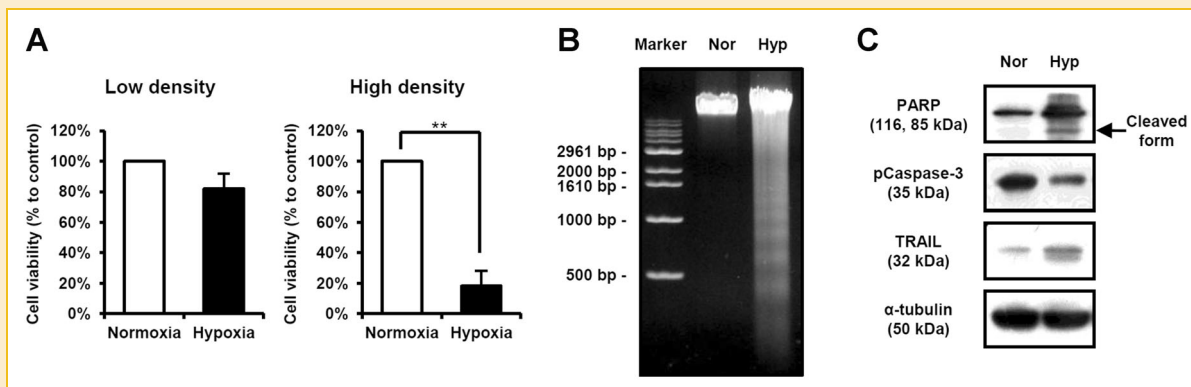 A
Low density
Cell viability (% to control)
120%
100%
80%
60%
40%
20%
0%
Normoxia Hypoxia
High density
Cell viability (% to control)
120%
100%
80%
60%
40%
20%
0%
**
Normoxia Hypoxia
B
Marker Nor Hyp
2961 bp -
2000 bp -
1610 bp -
1000 bp -
500 bp -
C
Nor Hyp
PARP
(116, 85 kDa)
Cleaved
form
pCaspase-3
(35 kDa)
TRAIL
(32 kDa)
α-tubulin
(50 kDa)